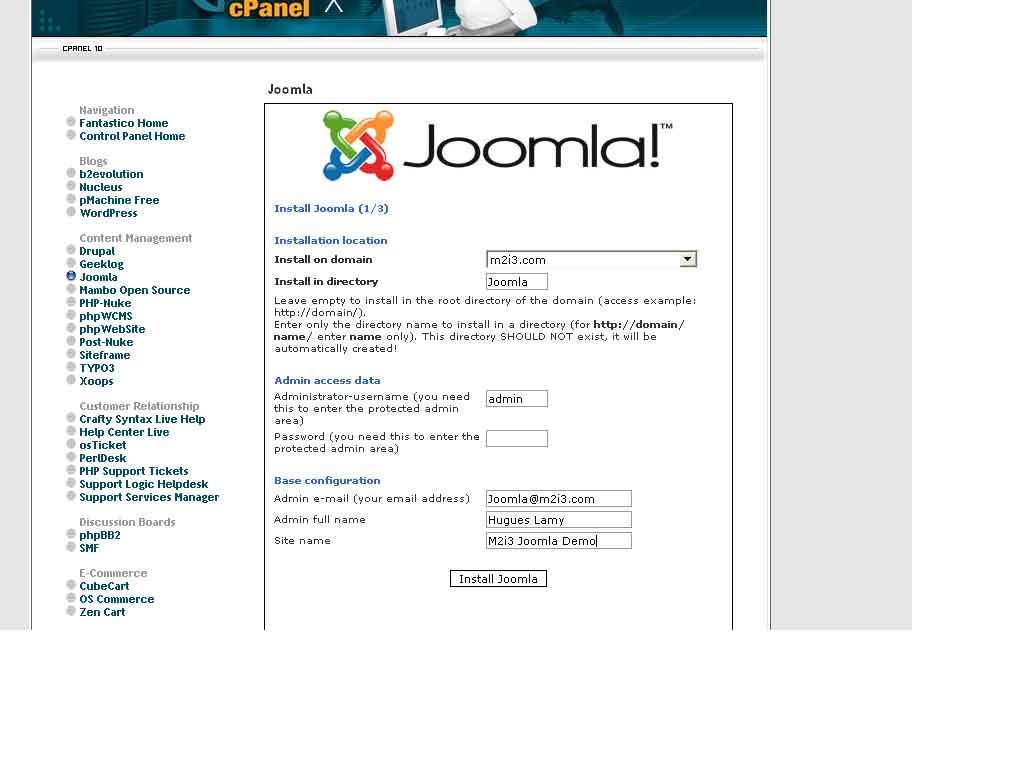 cPanel
CPANEL 10
Joomla
Navigation
Fantastico Home
Control Panel Home
Blogs
b2evolution
Nucleus
pMachine Free
WordPress
Content Management
Drupal
Geeklog
Joomla
Mambo Open Source
PHP-Nuke
phpWCMS
phpWebSite
Post-Nuke
Siteframe
TYPO3
Xoops
Customer Relationship
Crafty Syntax Live Help
Help Center Live
osTicket
PerlDesk
PHP Support Tickets
Support Logic Helpdesk
Support Services Manager
Discussion Boards
phpBB2
SMF
E-Commerce
CubeCart
OS Commerce
Zen Cart
Joomla!™
Install Joomla (1/3)
Installation location
Install on domain m2i3.com
Install in directory Joomla
Leave empty to install in the root directory of the domain (access example:
http://domain/).
Enter only the directory name to install in a directory (for http://domain/
name/ enter name only). This directory SHOULD NOT exist, it will be
automatically created!
Admin access data
Administrator-username (you need admin
this to enter the protected admin
area)
Password (you need this to enter the
protected admin area)
Base configuration
Admin e-mail (your email address) Joomla@m2i3.com
Admin full name Hugues Lamy
Site name M2i3 Joomla Demo
Install Joomla